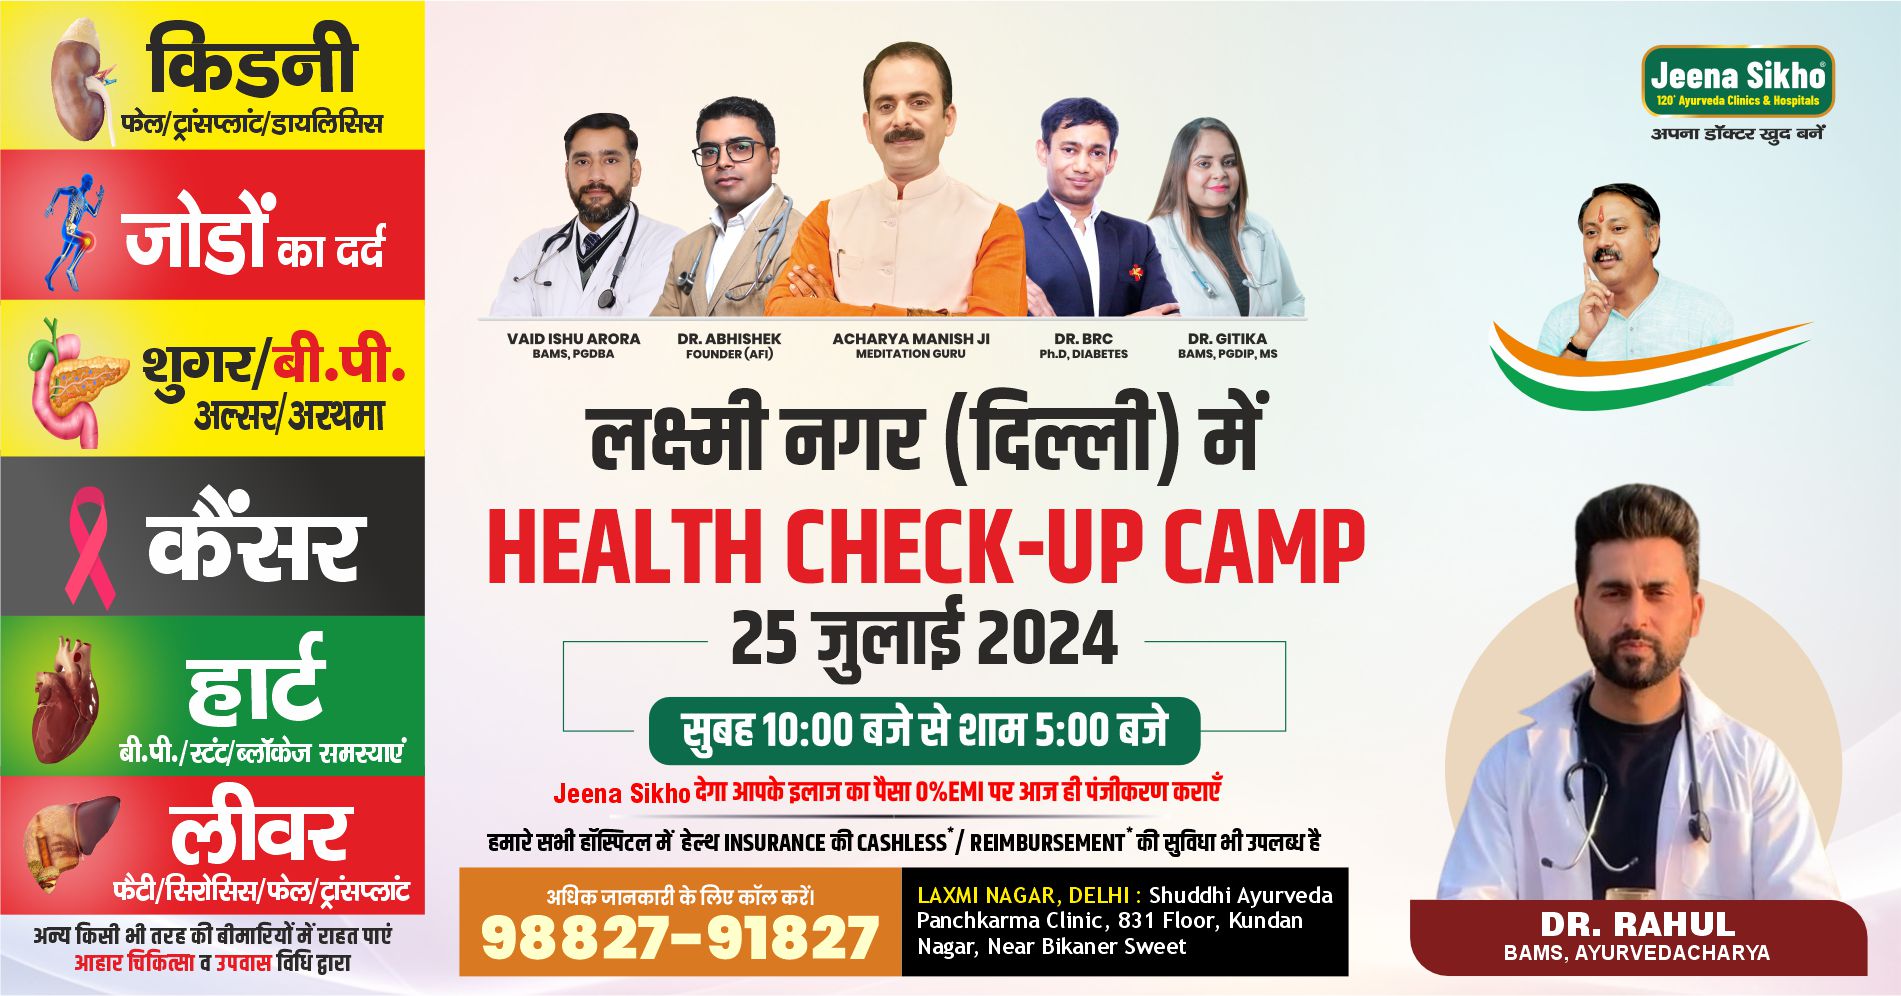 किडनी
फेल/ट्रांसप्लांट/डायलिसिस
जोडों का दर्द
शुगर/बी.पी.
अल्सर/अस्थमा
कैंसर
हार्ट
बी.पी./स्टंट/ब्लॉकेज समस्याएं
लीवर
फैटी/सिरोसिस/फेल/ट्रांसप्लांट
अन्य किसी भी तरह की बीमारियों में राहत पाएं
आहार चिकित्सा व उपवास विधि द्वारा
VAID ISHU ARORA
BAMS, PGDBA
DR. ABHISHEK
FOUNDER (AFI)
ACHARYA MANISH JI
MEDITATION GURU
DR. BRC
Ph.D, DIABETES
DR. GITIKA
BAMS, PGDIP, MS
लक्ष्मी नगर (दिल्ली) में
HEALTH CHECK-UP CAMP
25 जुलाई 2024
सुबह 10:00 बजे से शाम 5:00 बजे
Jeena Sikho देगा आपके इलाज का पैसा 0%EMI पर आज ही पंजीकरण कराएँ
हमारे सभी हॉस्पिटल में हेल्थ INSURANCE की CASHLESS*/ REIMBURSEMENT* की सुविधा भी उपलब्ध है
अधिक जानकारी के लिए कॉल करें।
98827-91827
LAXMI NAGAR, DELHI : Shuddhi Ayurveda
Panchkarma Clinic, 831 Floor, Kundan
Nagar, Near Bikaner Sweet
Jeena Sikho®
120+ Ayurveda Clinics & Hospitals
अपना डॉक्टर खुद बनें
DR. RAHUL
BAMS, AYURVEDACHARYA